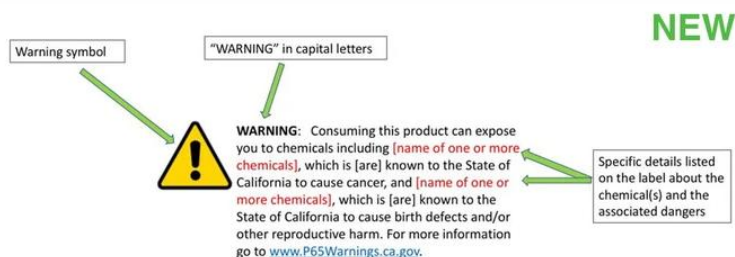 NEW
Warning symbol
“WARNING” in capital letters
WARNING: Consuming this product can expose
you to chemicals including [name of one or more
chemicals], which is [are] known to the State of
California to cause cancer, and [name of one or
more chemicals], which is [are] known to the
State of California to cause birth defects and/or
other reproductive harm. For more information
go to www.P65Warnings.ca.gov.
Specific details listed
on the label about the
chemical(s) and the
associated dangers